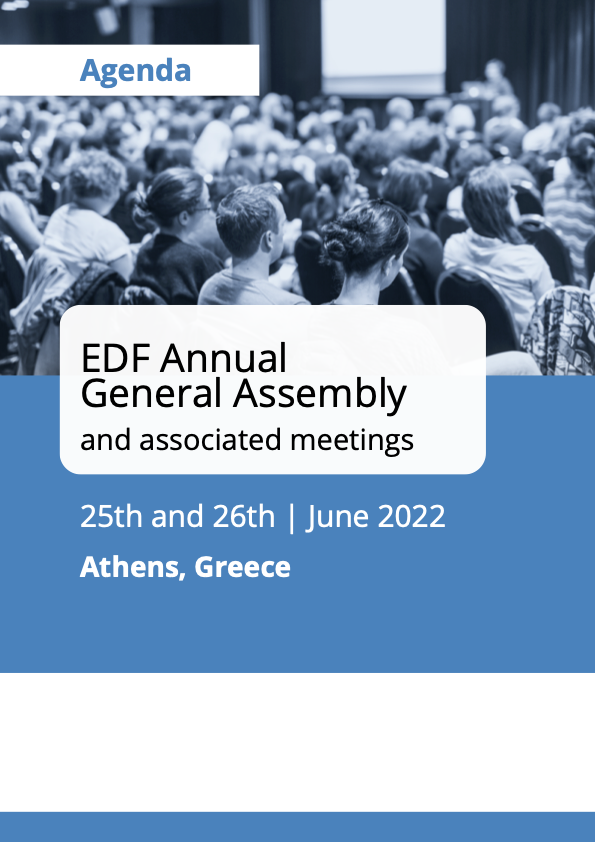 Agenda
EDF Annual
General Assembly
and associated meetings
25th and 26th | June 2022
Athens, Greece